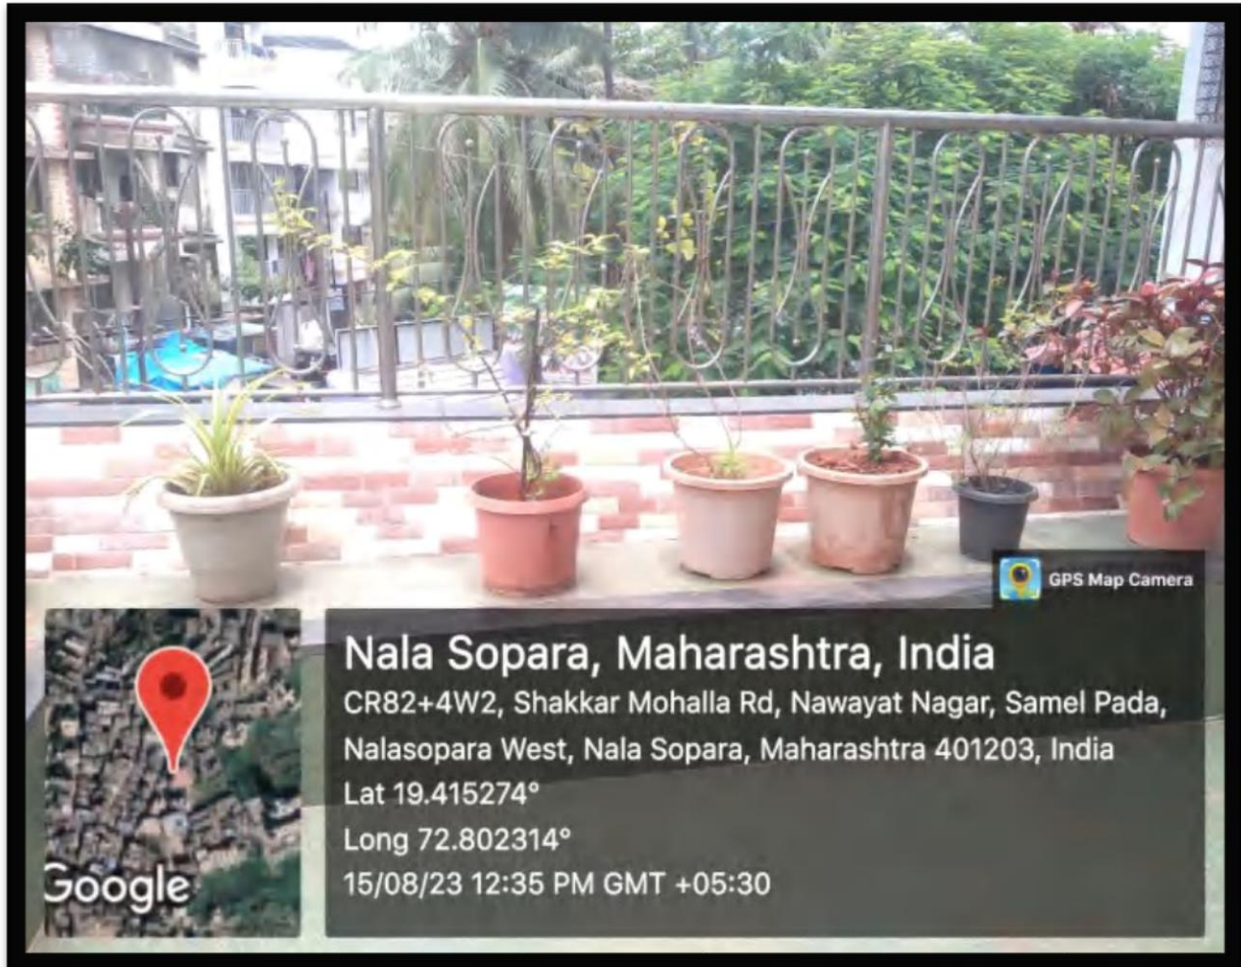 GPS Map Camera
Nala Sopara, Maharashtra, India
CR82+4W2, Shakkar Mohalla Rd, Nawayat Nagar, Samel Pada,
Nalasopara West, Nala Sopara, Maharashtra 401203, India
Lat 19.415274°
Long 72.802314°
15/08/23 12:35 PM GMT +05:30
Google